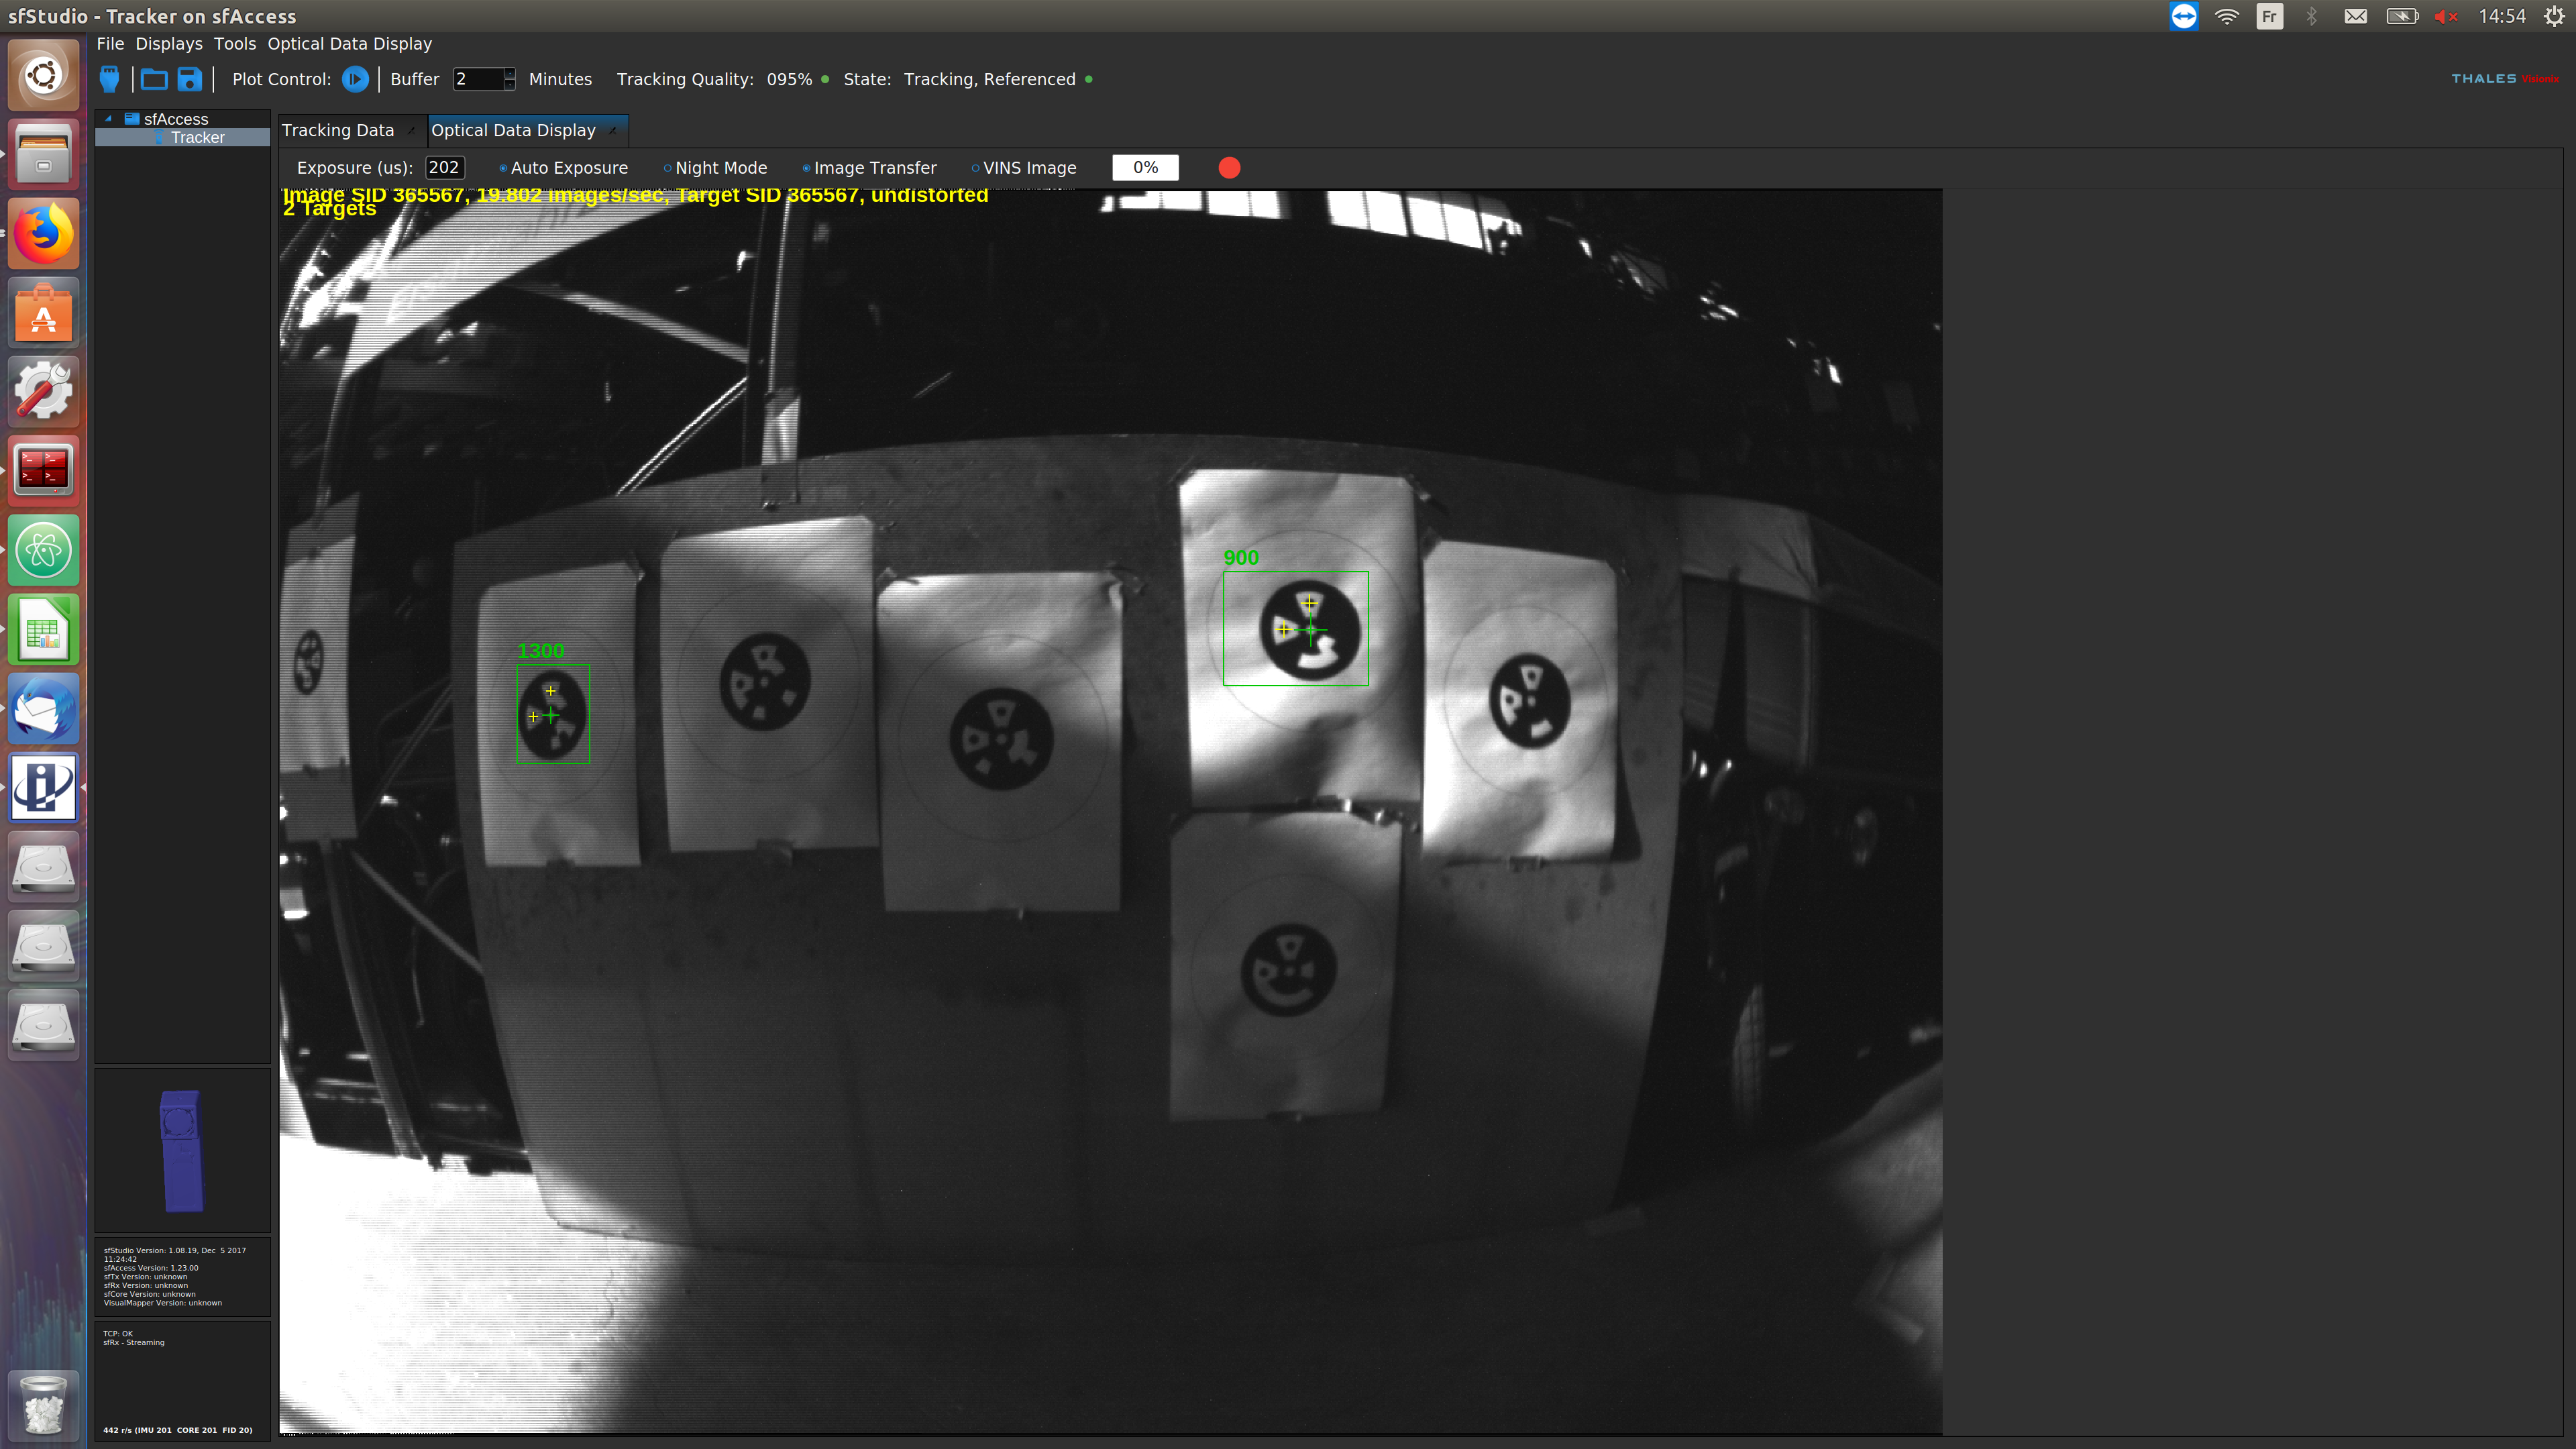 sfStudio - Tracker on sfAccess
Fr
14:54
File Displays Tools Optical Data Display
Plot Control: Buffer 2 Minutes Tracking Quality: 095% State: Tracking, Referenced
THALES Visionix
sfAccess
Tracker
Tracking Data Optical Data Display
Exposure (us): 202 Auto Exposure Night Mode Image Transfer VINS Image 0%
Image SID 365567, 19.802 images/sec, Target SID 365567, undistorted
2 Targets
900
1300
sfStudio Version: 1.08.19, Dec 5 2017
11:24:42
sfAccess Version: 1.23.00
sfTx Version: unknown
sfRx Version: unknown
sfCore Version: unknown
VisualMapper Version: unknown
TCP: OK
sfRx - Streaming
442 r/s (IMU 201 CORE 201 FID 20)